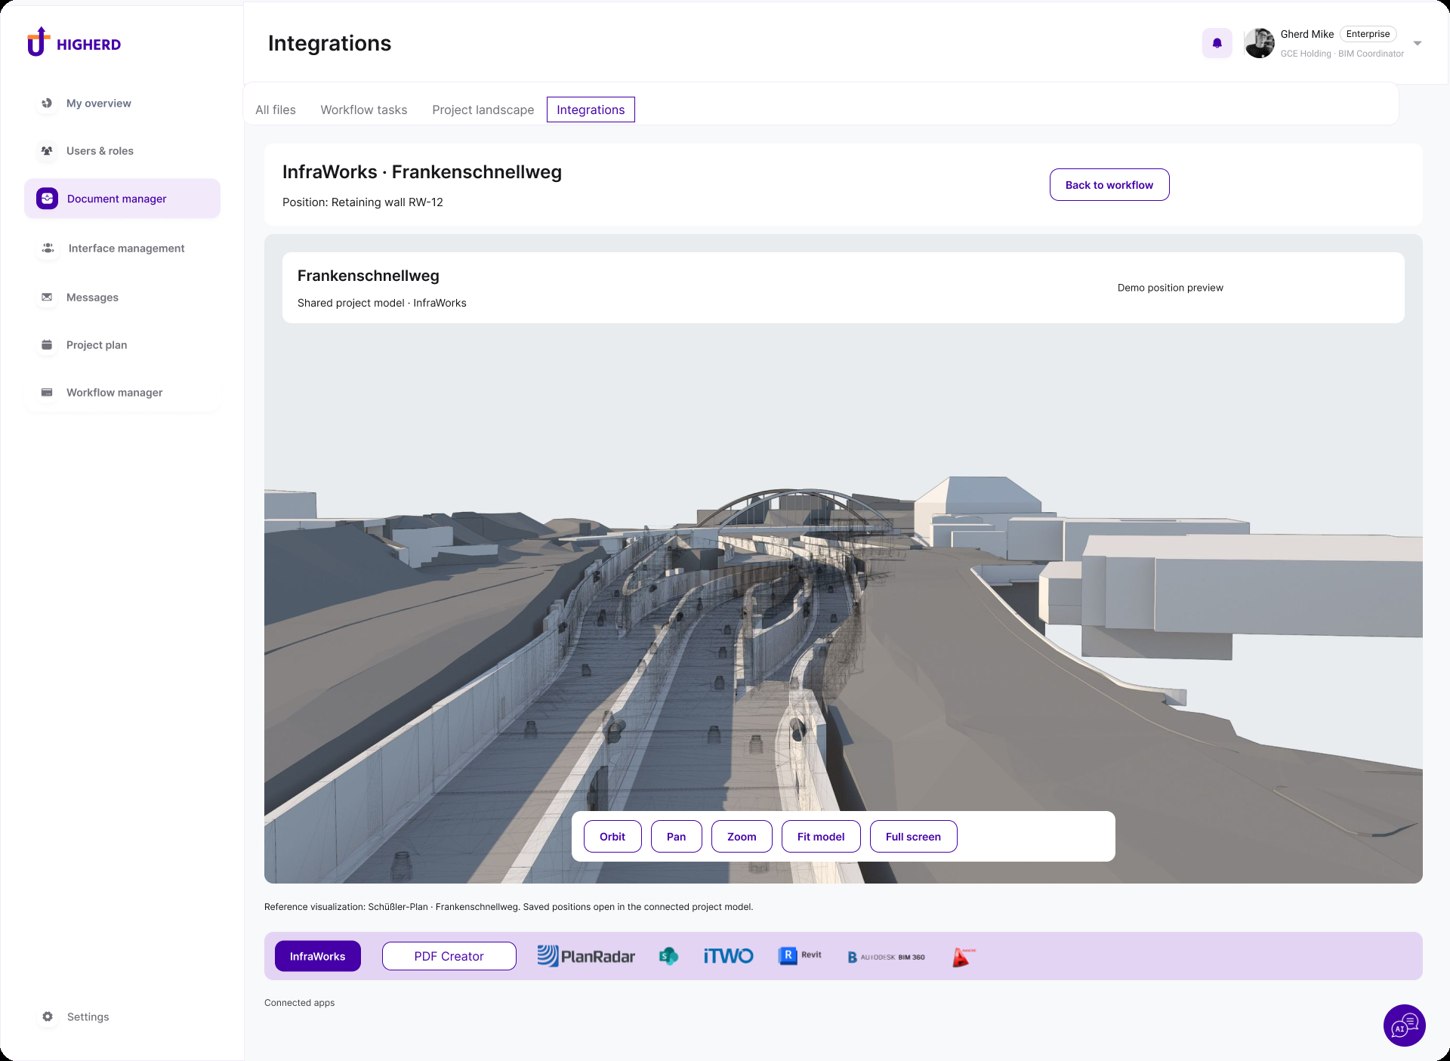 HIGHERD
Integrations
Gherd Mike Enterprise
GCE Holding · BIM Coordinator
My overview
Users & roles
Document manager
Interface management
Messages
Project plan
Workflow manager
Settings
All files Workflow tasks Project landscape Integrations
InfraWorks · Frankenschnellweg
Position: Retaining wall RW-12
Back to workflow
Frankenschnellweg
Shared project model · InfraWorks
Demo position preview
Orbit Pan Zoom Fit model Full screen
Reference visualization: Schüßler-Plan · Frankenschnellweg. Saved positions open in the connected project model.
InfraWorks PDF Creator PlanRadar S iTWO R Revit B AUTODESK BIM 360
Connected apps
AI